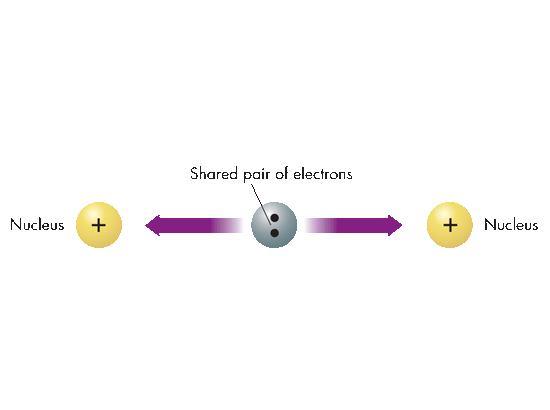 Shared pair of electrons
Nucleus
+
+
Nucleus